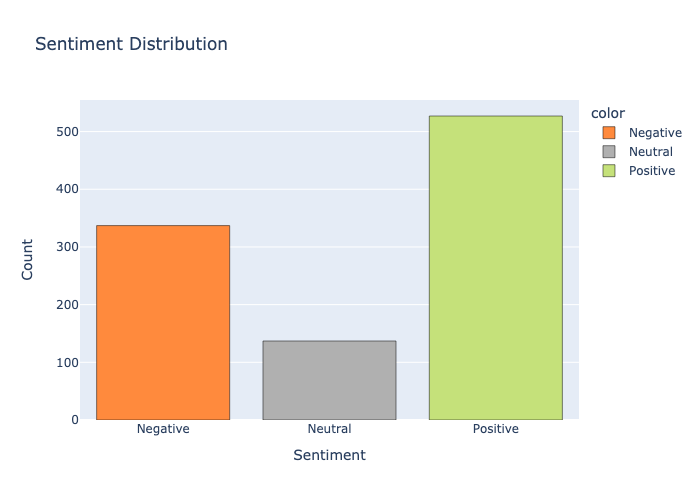 Sentiment Distribution
color
Negative
Neutral
Positive
Count
500
400
300
200
100
0
Negative Neutral Positive
Sentiment